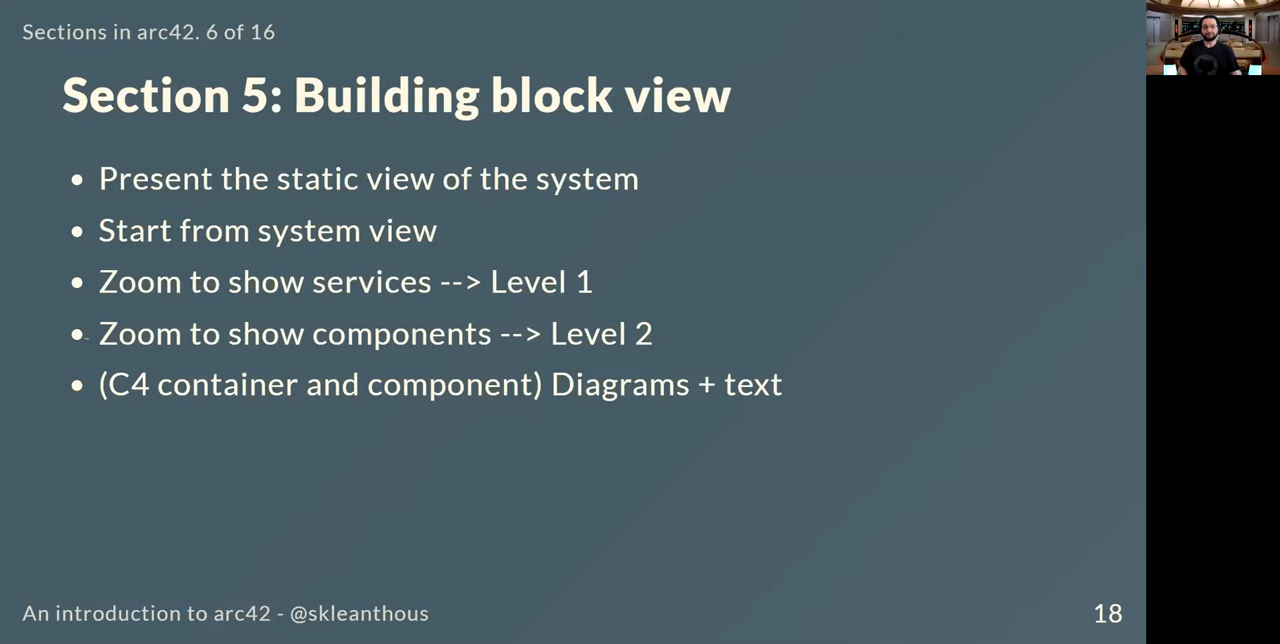 Sections in arc42. 6 of 16
Section 5: Building block view
• Present the static view of the system
• Start from system view
• Zoom to show services --> Level 1
• Zoom to show components --> Level 2
• (C4 container and component) Diagrams + text
An introduction to arc42 - @skleanthous
18